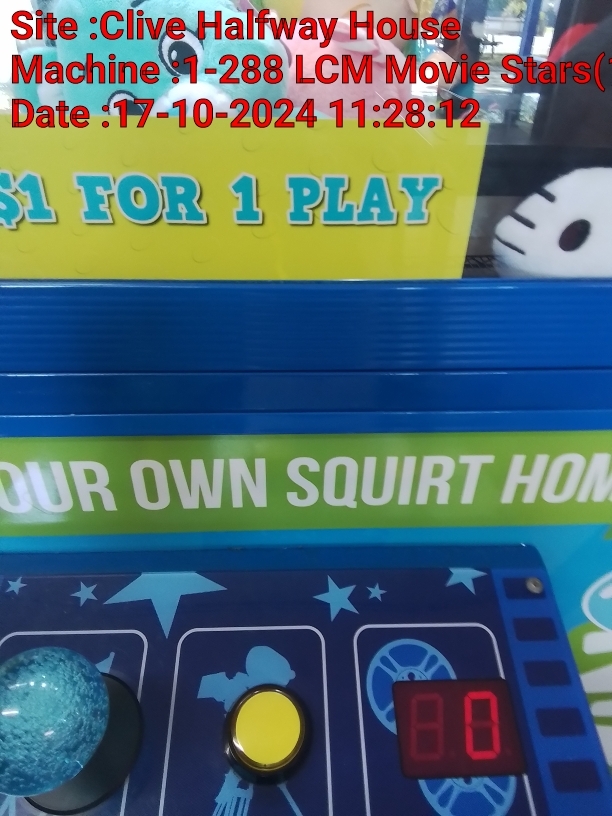 Site :Clive Halfway House
Machine :1-288 LCM Movie Stars(
Date :17-10-2024 11:28:12
$1 FOR 1 PLAY
OUR OWN SQUIRT HOM
0